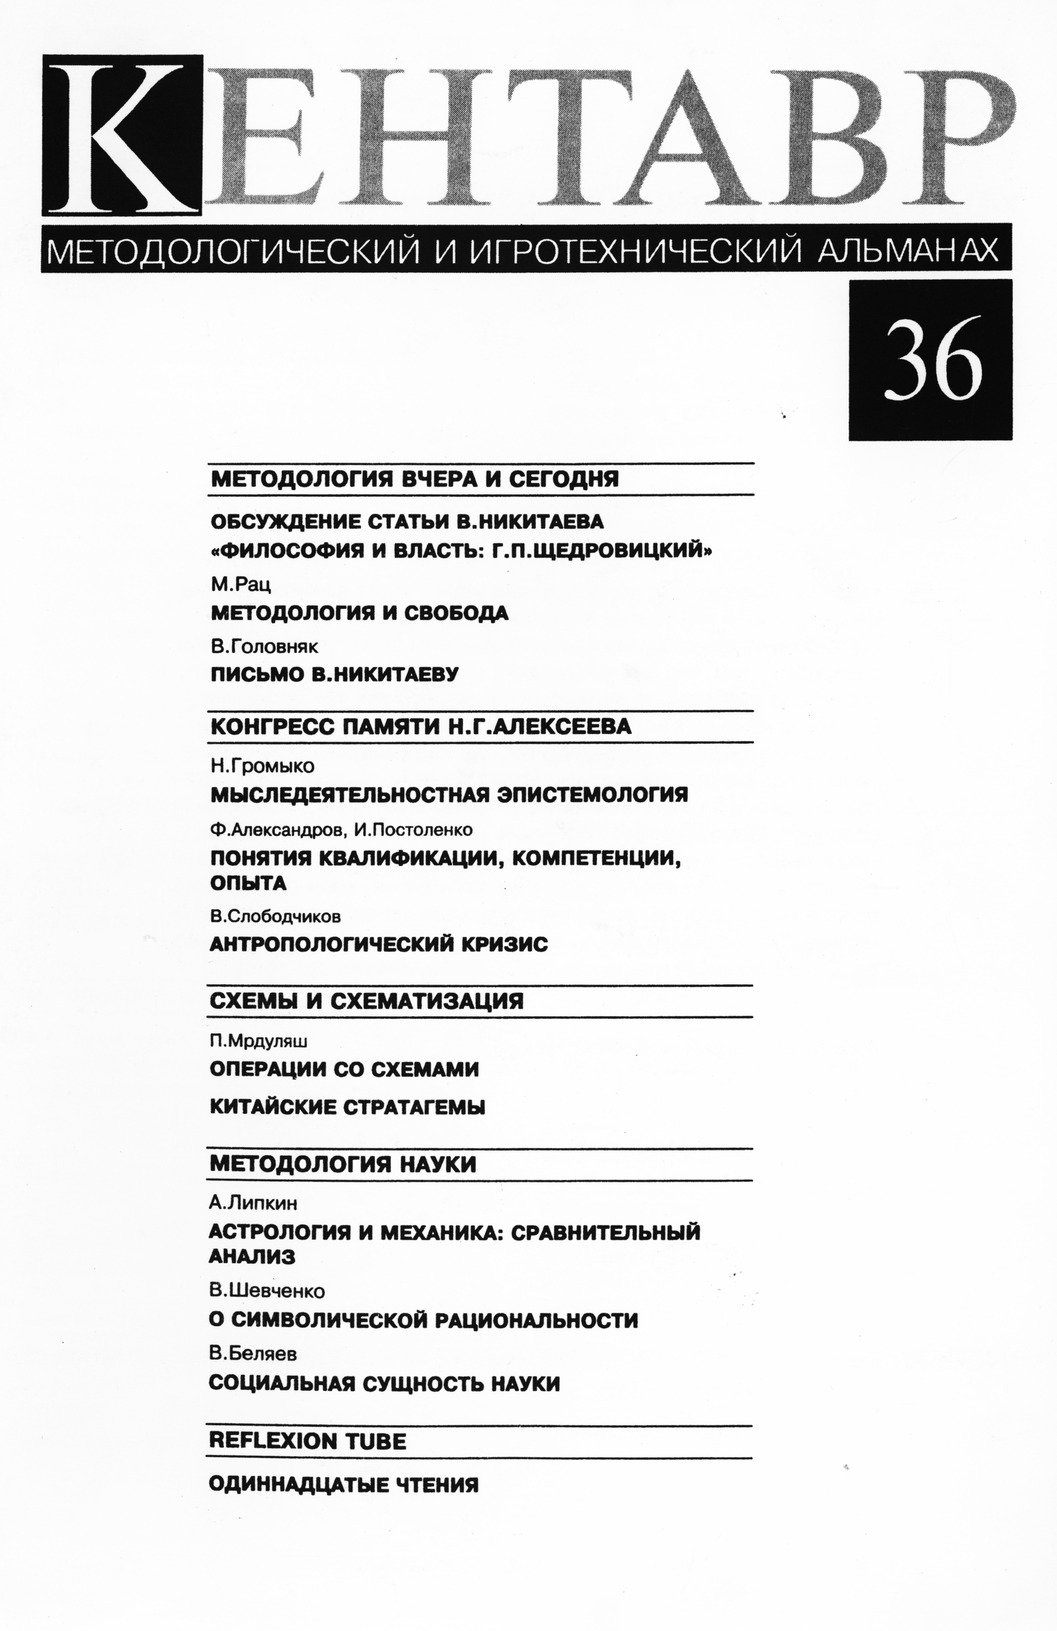 КЕНТАВР
МЕТОДОЛОГИЧЕСКИЙ И ИГРОТЕХНИЧЕСКИЙ АЛЬМАНАХ
36
МЕТОДОЛОГИЯ ВЧЕРА И СЕГОДНЯ
ОБСУЖДЕНИЕ СТАТЬИ В.НИКИТАЕВА
«ФИЛОСОФИЯ И ВЛАСТЬ: Г.П.ЩЕДРОВИЦКИЙ»
М.Рац
МЕТОДОЛОГИЯ И СВОБОДА
В.Головняк
ПИСЬМО В.НИКИТАЕВУ
КОНГРЕСС ПАМЯТИ Н.Г.АЛЕКСЕЕВА
Н.Громыко
МЫСЛЕДЕЯТЕЛЬНОСТНАЯ ЭПИСТЕМОЛОГИЯ
Ф.Александров, И.Постоленко
ПОНЯТИЯ КВАЛИФИКАЦИИ, КОМПЕТЕНЦИИ,
ОПЫТА
В.Слободчиков
АНТРОПОЛОГИЧЕСКИЙ КРИЗИС
СХЕМЫ И СХЕМАТИЗАЦИЯ
П.Мрдуляш
ОПЕРАЦИИ СО СХЕМАМИ
КИТАЙСКИЕ СТРАТАГЕМЫ
МЕТОДОЛОГИЯ НАУКИ
А.Липкин
АСТРОЛОГИЯ И МЕХАНИКА: СРАВНИТЕЛЬНЫЙ
АНАЛИЗ
В.Шевченко
О СИМВОЛИЧЕСКОЙ РАЦИОНАЛЬНОСТИ
В.Беляев
СОЦИАЛЬНАЯ СУЩНОСТЬ НАУКИ
REFLEXION TUBE
ОДИННАДЦАТЫЕ ЧТЕНИЯ